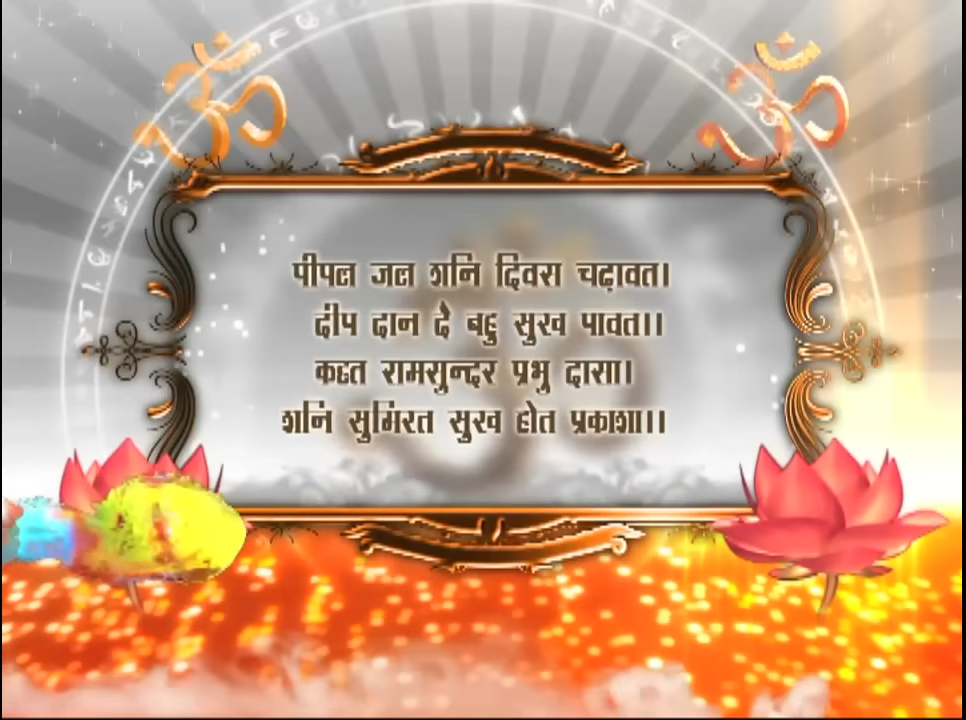 पीपल जल शनि दिवस चढ़ावत।
दीप दान दै बहु सुख पावत।।
कहत रामसुन्दर प्रभु दासा।
शनि सुमिरत सुख होत प्रकाशा।।